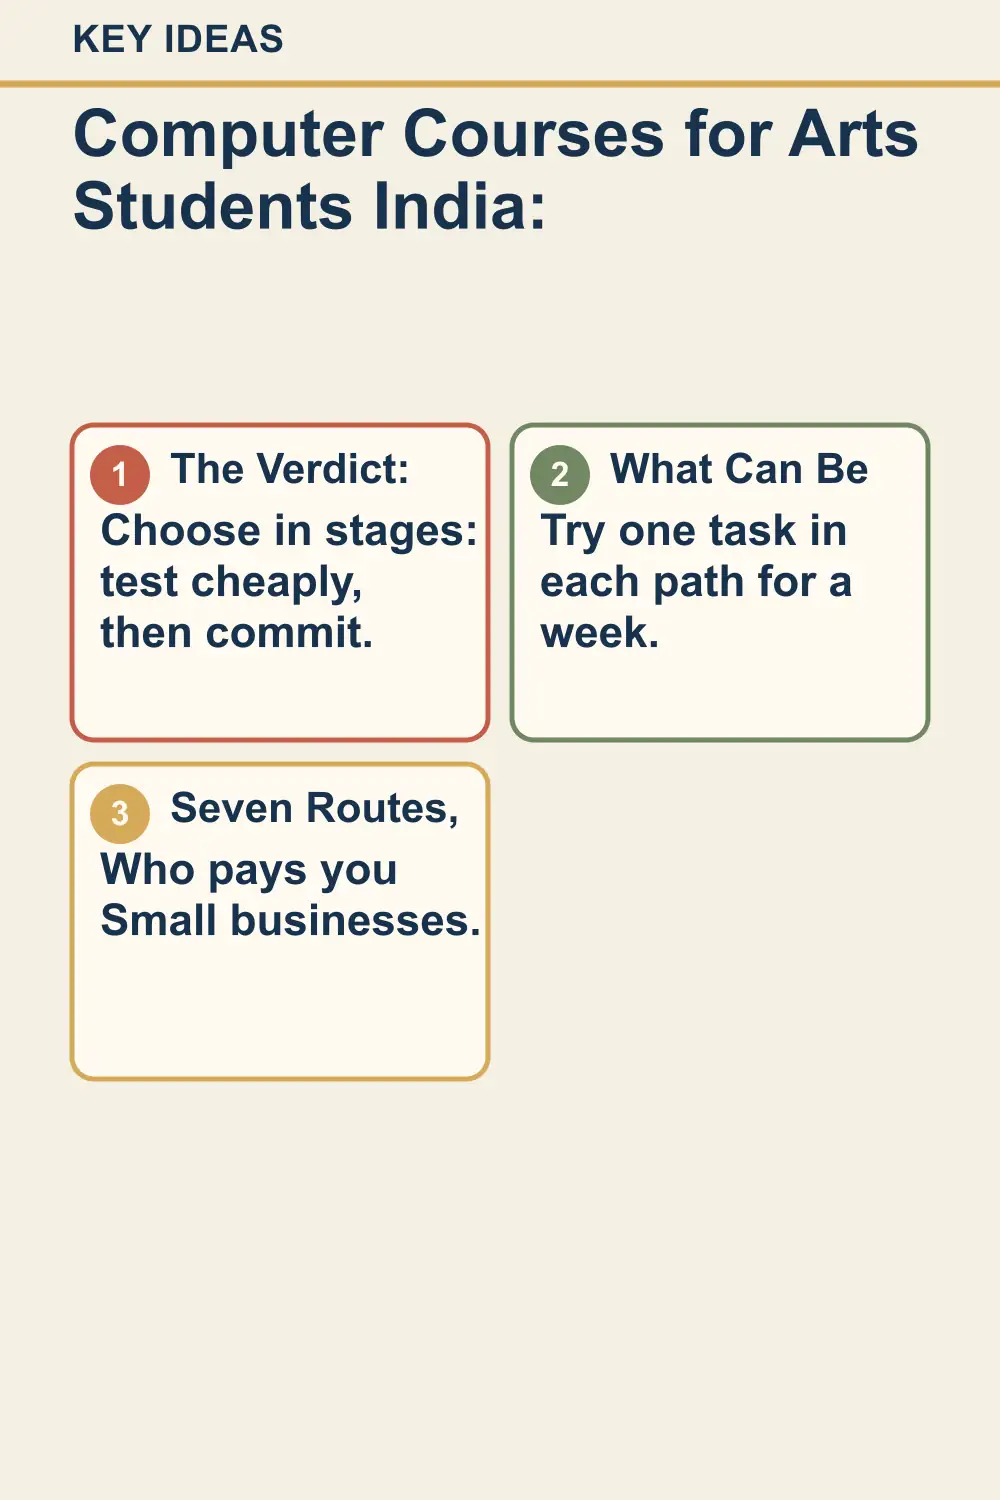 KEY IDEAS
Computer Courses for Arts
Students India:
1 The Verdict:
Choose in stages:
test cheaply,
then commit.
2 What Can Be
Try one task in
each path for a
week.
3 Seven Routes,
Who pays you
Small businesses.